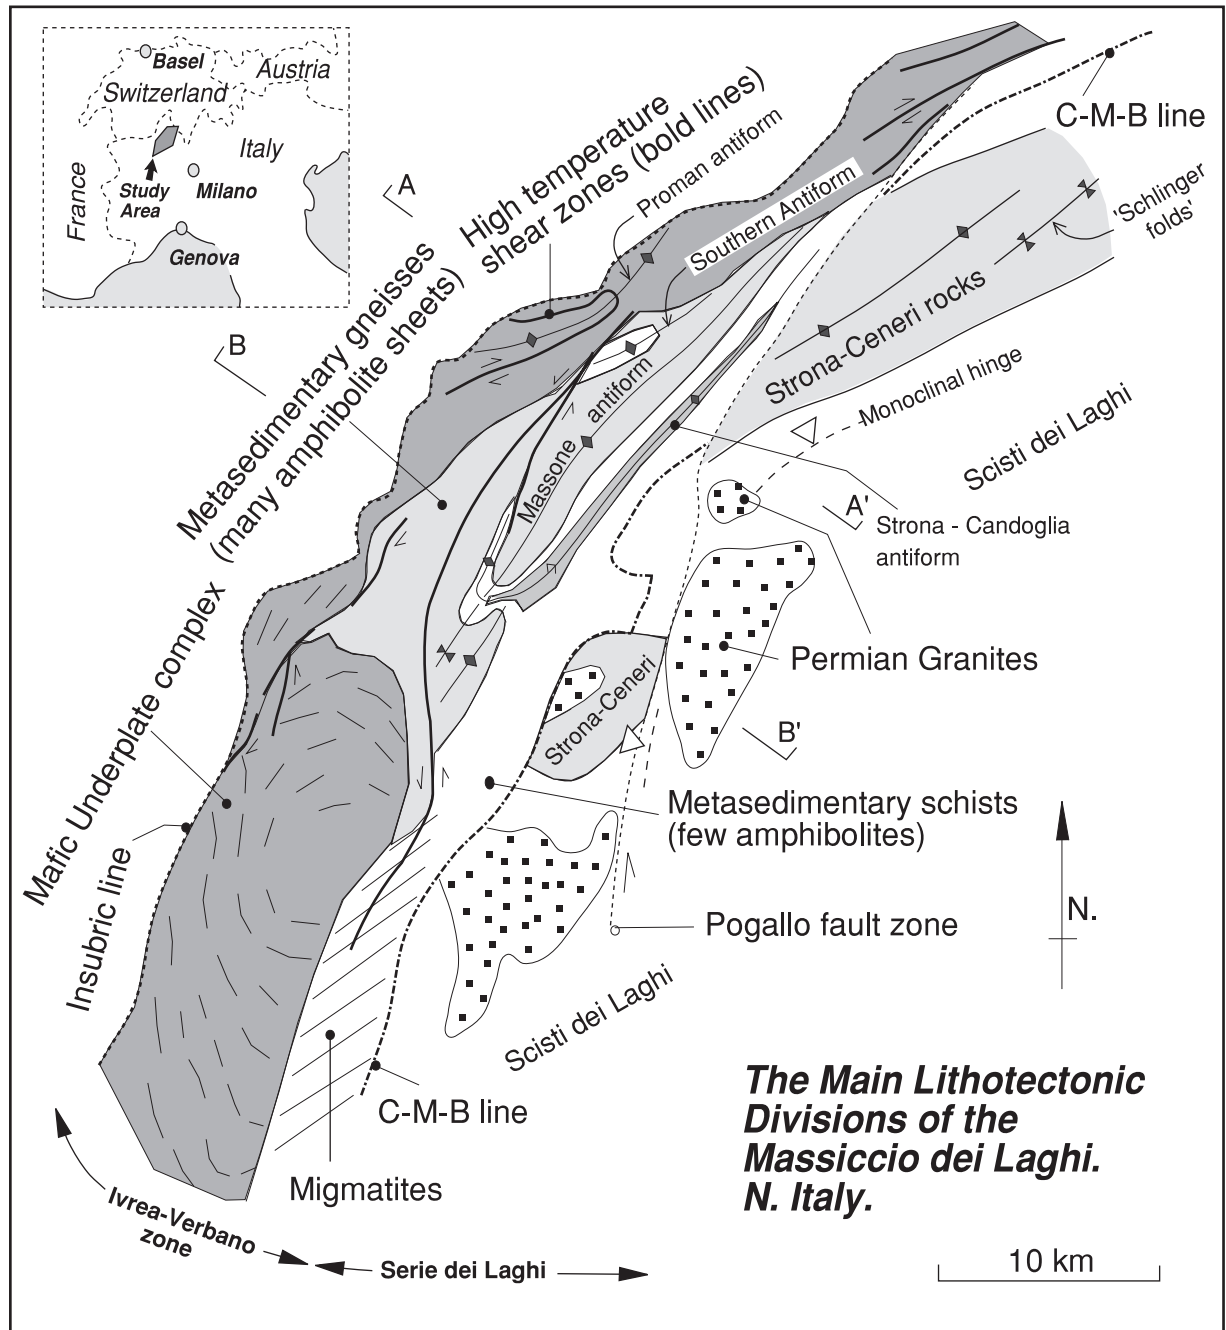 Basel
Austria
Switzerland
Italy
France
Study
Area
Milano
Genova
A
B
High temperature
shear zones (bold lines)
Proman antiform
Southern Antiform
C-M-B line
'Schlinger
folds'
Strona-Ceneri rocks
Metasedimentary gneisses
(many amphibolite sheets)
Massone antiform
Monoclinal hinge
Scisti dei Laghi
A'
Strona - Candoglia
antiform
Mafic Underplate complex
Permian Granites
Strona-Ceneri
B'
Metasedimentary schists
(few amphibolites)
Insubric line
Pogallo fault zone
N.
Scisti dei Laghi
C-M-B line
Migmatites
The Main Lithotectonic
Divisions of the
Massiccio dei Laghi.
N. Italy.
Ivrea-Verbano
zone
Serie dei Laghi
10 km